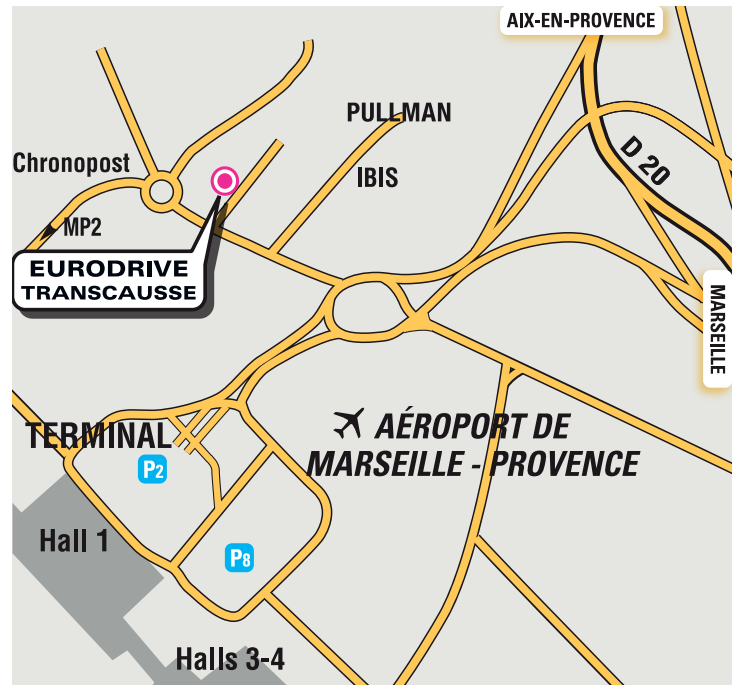 AIX-EN-PROVENCE
PULLMAN
D 20
Chronopost
IBIS
MP2
EURODRIVE
TRANSCAUSSE
MARSEILLE
TERMINAL
AÉROPORT DE
MARSEILLE - PROVENCE
P2
Hall 1
P8
Halls 3-4